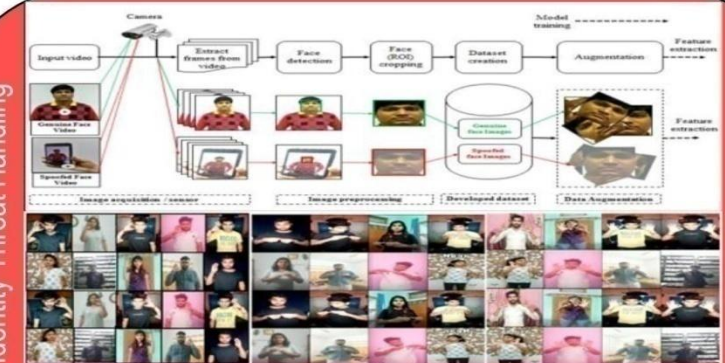 Camera
Model
training
Input video
Extract
frames from
video
Face
detection
Face
(ROI)
cropping
Dataset
creation
Augmentation
Feature
extraction
Genuine Face
Video
Spoofed Face
Video
Genuine
face Images
Spoofed
face Images
Feature
extraction
Image acquisition / sensor
Image preprocessing
Developed dataset
Data Augmentation
Identity Threat Handling